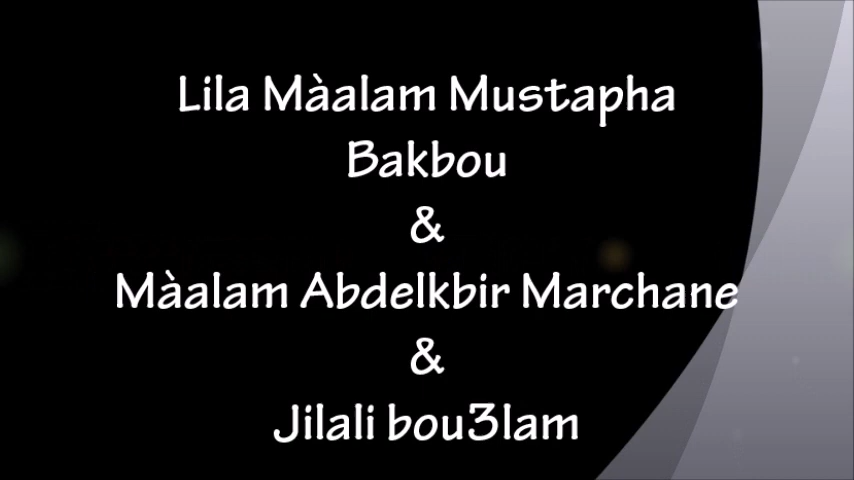 Lila Màalam Mustapha
Bakbou
&
Màalam Abdelkbir Marchane
&
Jilali bou3lam